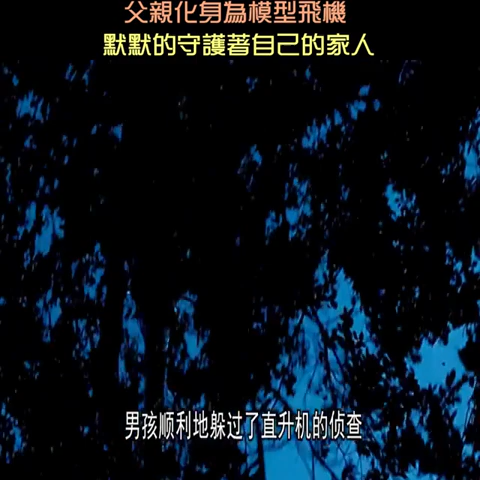 父親化身為模型飛機
默默的守護著自己的家人
男孩顺利地躲过了直升机的侦查